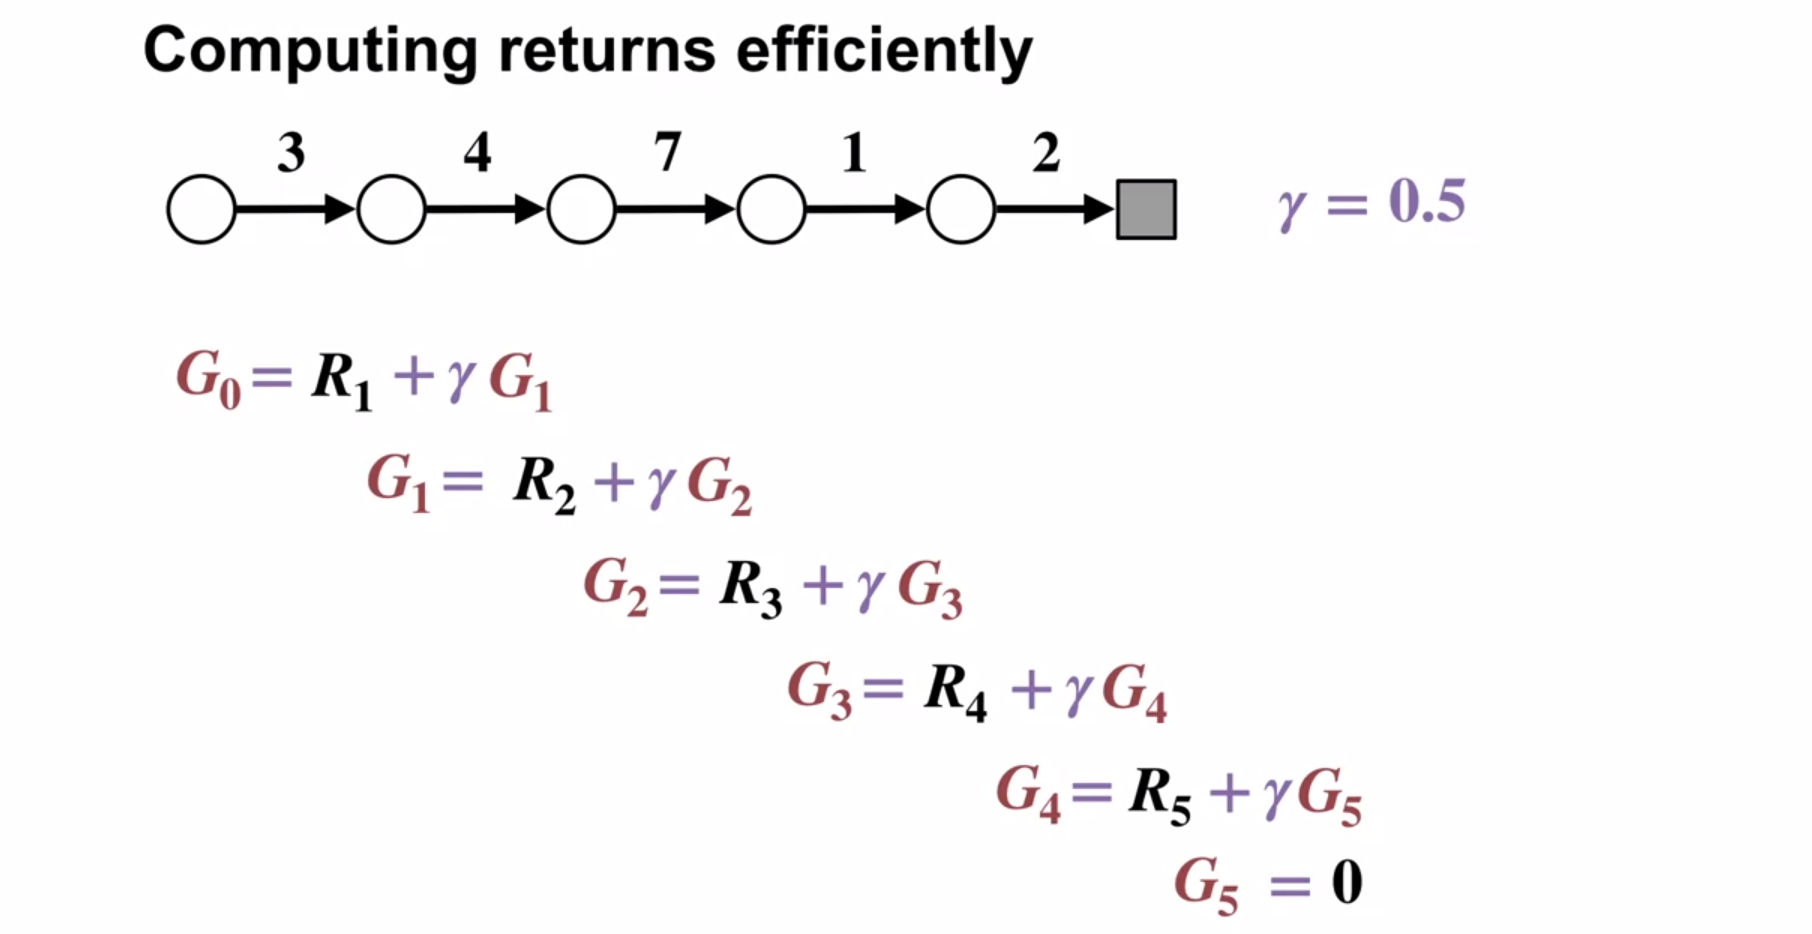 Computing returns efficiently
3 4 7 1 2
γ = 0.5
G₀ = R₁ + γ G₁
G₁ = R₂ + γ G₂
G₂ = R₃ + γ G₃
G₃ = R₄ + γ G₄
G₄ = R₅ + γ G₅
G₅ = 0